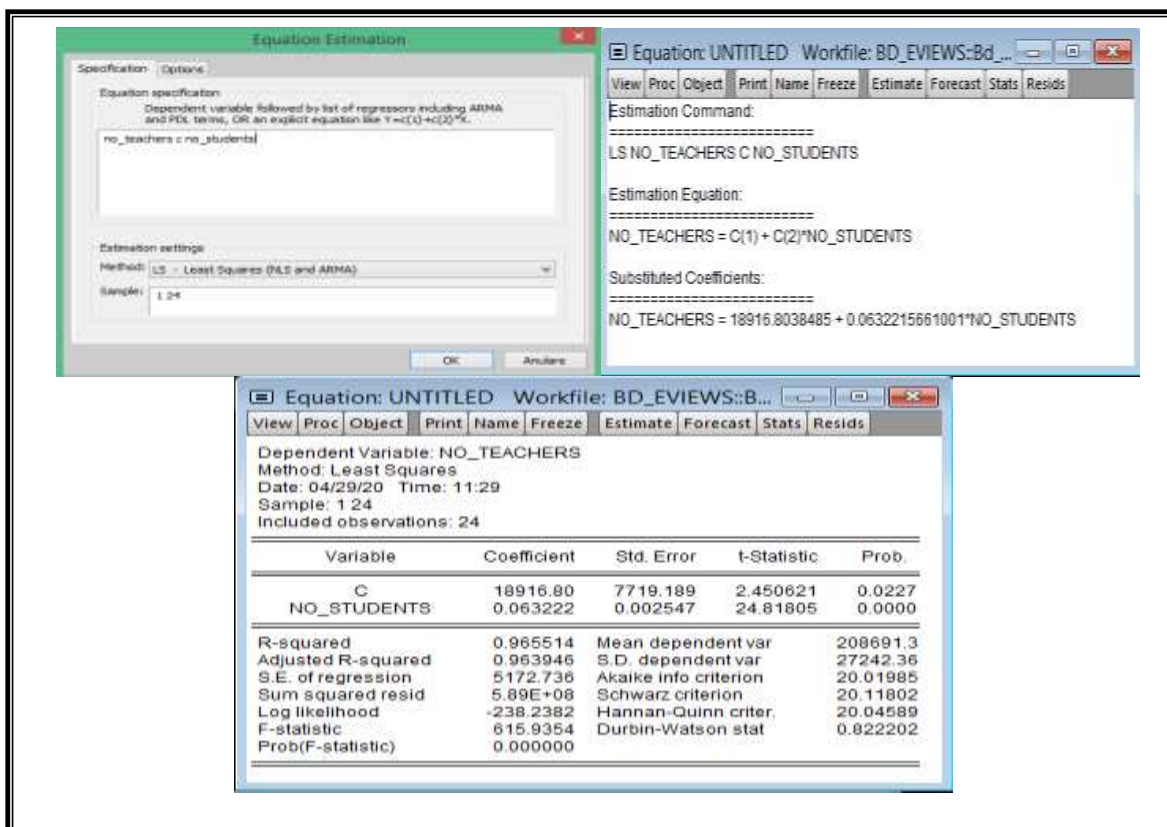 Equation Estimation
Specification Options
Equation specification
Dependent variable followed by list of regressors including ARMA
and PDL terms, OR an explicit equation like Y=c(1)+c(2)*X.
no_teachers c no_students
Estimation settings
Method: LS - Least Squares (NLS and ARMA)
Sample: 1 24
OK Anulare
Equation: UNTITLED Workfile: BD_EVIEWS::Bd_...
View Proc Object Print Name Freeze Estimate Forecast Stats Resids
Estimation Command:
=========================
LS NO_TEACHERS C NO_STUDENTS
Estimation Equation:
=========================
NO_TEACHERS = C(1) + C(2)*NO_STUDENTS
Substituted Coefficients:
=========================
NO_TEACHERS = 18916.8038485 + 0.0632215661001*NO_STUDENTS
Equation: UNTITLED Workfile: BD_EVIEWS::B...
View Proc Object Print Name Freeze Estimate Forecast Stats Resids
Dependent Variable: NO_TEACHERS
Method: Least Squares
Date: 04/29/20 Time: 11:29
Sample: 1 24
Included observations: 24
Variable Coefficient Std. Error t-Statistic Prob.
C 18916.80 7719.189 2.450621 0.0227
NO_STUDENTS 0.063222 0.002547 24.81805 0.0000
R-squared 0.965514 Mean dependent var 208691.3
Adjusted R-squared 0.963946 S.D. dependent var 27242.36
S.E. of regression 5172.736 Akaike info criterion 20.01985
Sum squared resid 5.89E+08 Schwarz criterion 20.11802
Log likelihood -238.2382 Hannan-Quinn criter. 20.04589
F-statistic 615.9354 Durbin-Watson stat 0.822202
Prob(F-statistic) 0.000000